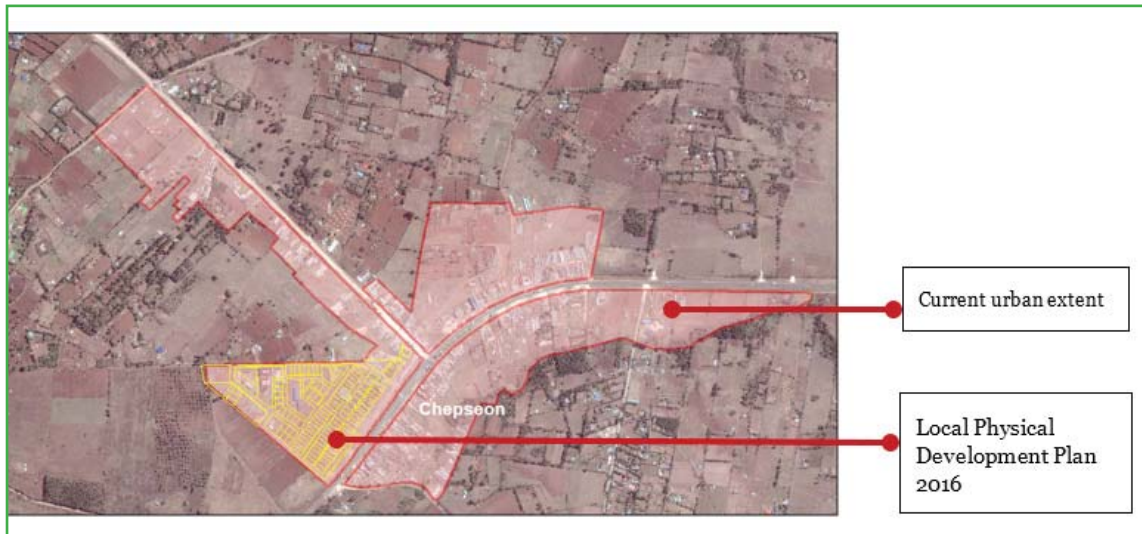 Current urban extent
Chepseon
Local Physical
Development Plan
2016